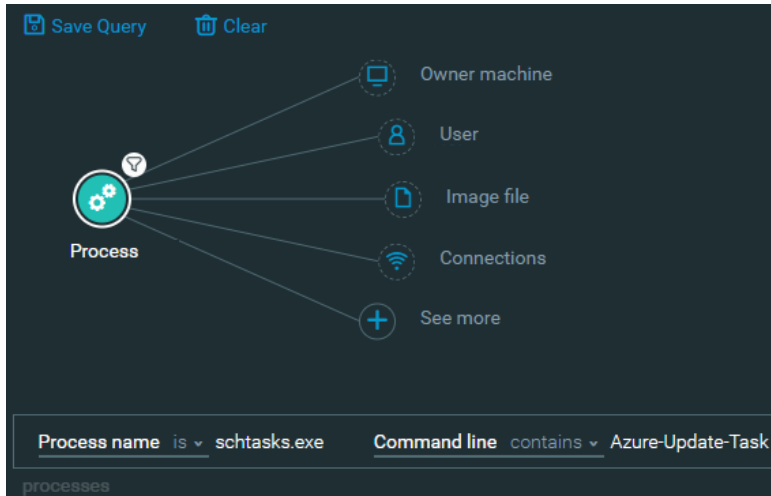 Save Query Clear
Owner machine
User
Image file
Process
Connections
See more
Process name is schtasks.exe Command line contains Azure-Update-Task
processes